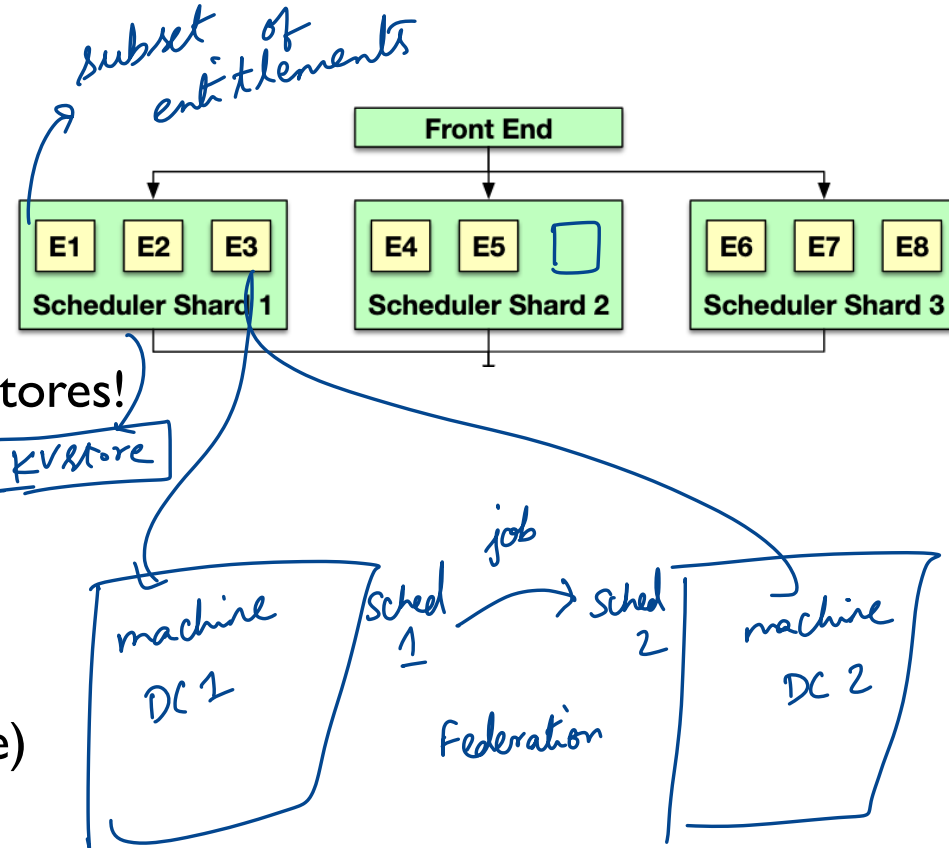 subset of
entitlements
Front End
E1 E2 E3
Scheduler Shard 1
E4 E5
Scheduler Shard 2
E6 E7 E8
Scheduler Shard 3
tores!
KVstore
job
machine
DC 1
sched
1
sched
2
machine
DC 2
Federation
e)